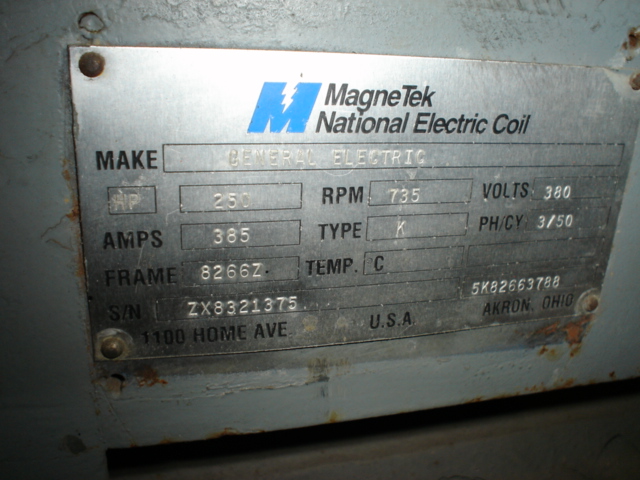 MagneTek
National Electric Coil
MAKE GENERAL ELECTRIC
HP 250 RPM 735 VOLTS 380
AMPS 385 TYPE K PH/CY 3/50
FRAME 8266Z. TEMP. C
S/N ZX8321375 5K82663788
1100 HOME AVE U.S.A. AKRON, OHIO